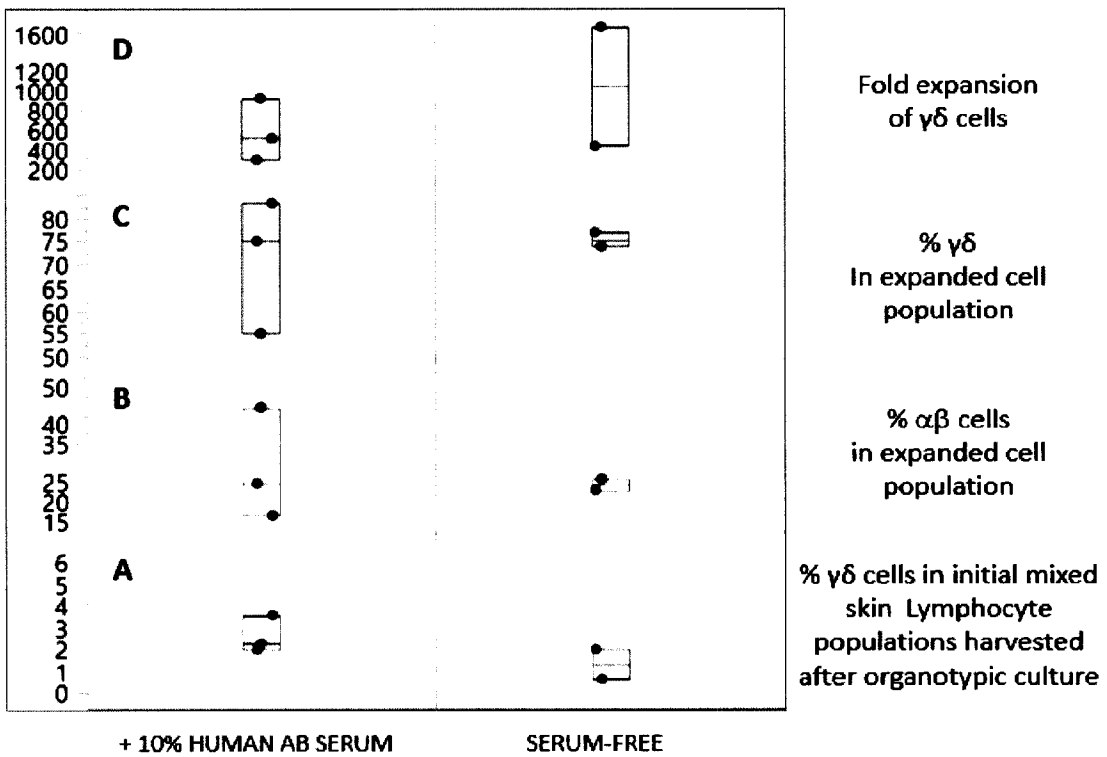 D
1600
1200
1000
800
600
400
200
Fold expansion
of γδ cells
C
80
75
70
65
60
55
50
% γδ
In expanded cell
population
B
50
40
35
25
20
15
% αβ cells
in expanded cell
population
A
6
5
4
3
2
1
0
% γδ cells in initial mixed
skin Lymphocyte
populations harvested
after organotypic culture
+ 10% HUMAN AB SERUM
SERUM-FREE